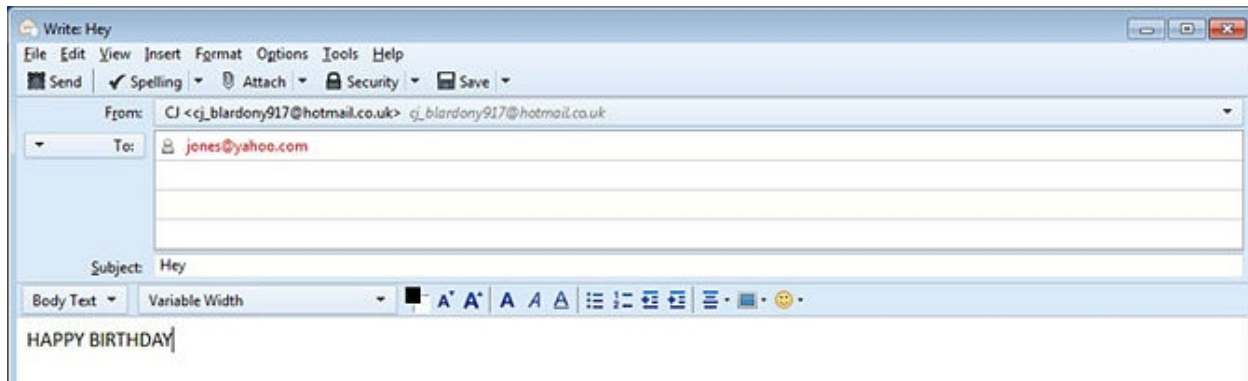 Write: Hey
File Edit View Insert Format Options Tools Help
Send Spelling Attach Security Save
From: CJ <cj_blardony917@hotmail.co.uk> cj_blardony917@hotmail.co.uk
To: jones@yahoo.com
Subject: Hey
Body Text Variable Width
HAPPY BIRTHDAY